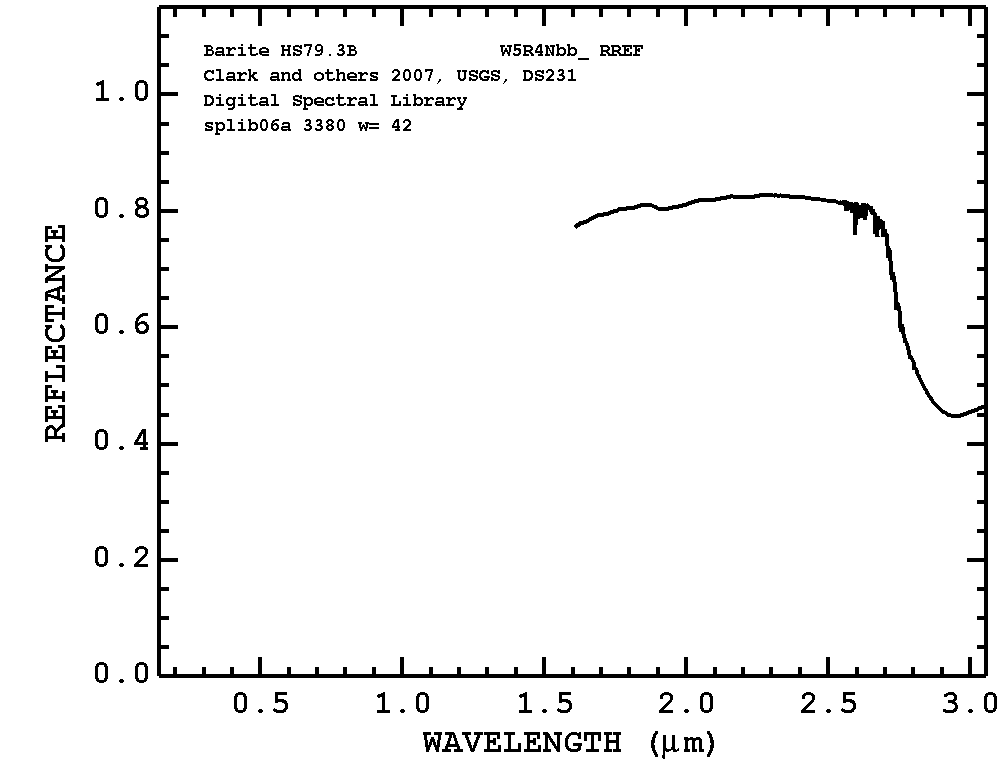 Barite HS79.3B W5R4Nbb_ RREF
Clark and others 2007, USGS, DS231
Digital Spectral Library
splib06a 3380 w= 42
1.0
0.8
0.6
0.4
0.2
0.0
REFLECTANCE
0.5 1.0 1.5 2.0 2.5 3.0
WAVELENGTH (μm)